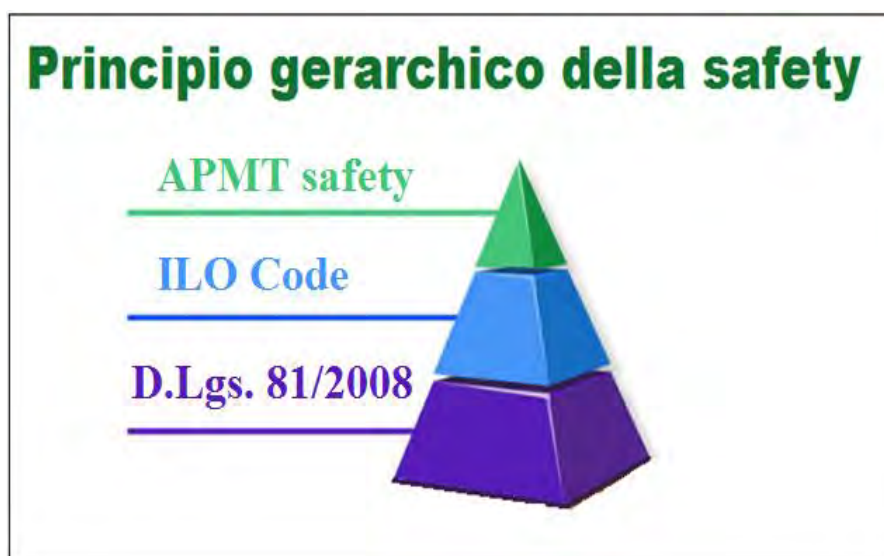 Principio gerarchico della safety
APMT safety
ILO Code
D.Lgs. 81/2008